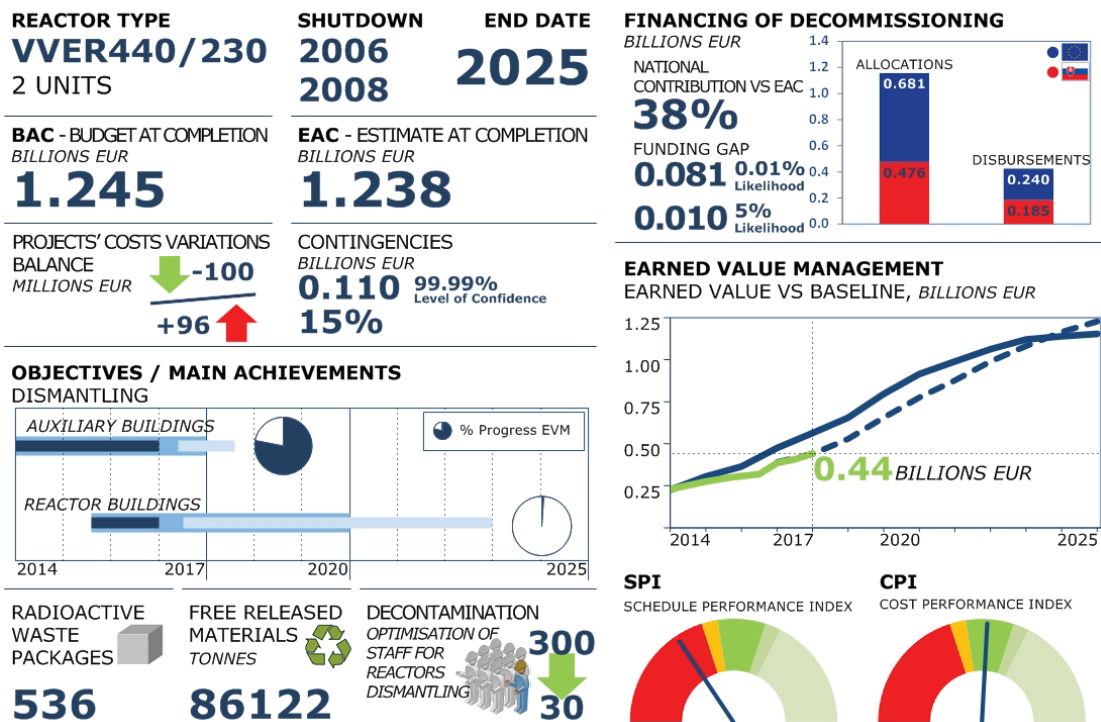 REACTOR TYPE
VVER440/230
2 UNITS
SHUTDOWN
2006
2008
END DATE
2025
BAC - BUDGET AT COMPLETION
BILLIONS EUR
1.245
EAC - ESTIMATE AT COMPLETION
BILLIONS EUR
1.238
PROJECTS' COSTS VARIATIONS
BALANCE
MILLIONS EUR
-100
+96
CONTINGENCIES
BILLIONS EUR
0.110 99.99%
Level of Confidence
15%
OBJECTIVES / MAIN ACHIEVEMENTS
DISMANTLING
AUXILIARY BUILDINGS
% Progress EVM
REACTOR BUILDINGS
2014 2017 2020 2025
RADIOACTIVE
WASTE
PACKAGES
536
FREE RELEASED
MATERIALS
TONNES
86122
DECONTAMINATION
OPTIMISATION OF
STAFF FOR
REACTORS
DISMANTLING
300
30
FINANCING OF DECOMMISSIONING
BILLIONS EUR
NATIONAL
CONTRIBUTION VS EAC
38%
FUNDING GAP
0.081 0.01%
Likelihood
0.010 5%
Likelihood
1.4
1.2
1.0
0.8
0.6
0.4
0.2
0.0
ALLOCATIONS
0.681
0.476
DISBURSEMENTS
0.240
0.185
EARNED VALUE MANAGEMENT
EARNED VALUE VS BASELINE, BILLIONS EUR
1.25
1.00
0.75
0.50
0.25
0.44 BILLIONS EUR
2014 2017 2020 2025
SPI
SCHEDULE PERFORMANCE INDEX
CPI
COST PERFORMANCE INDEX